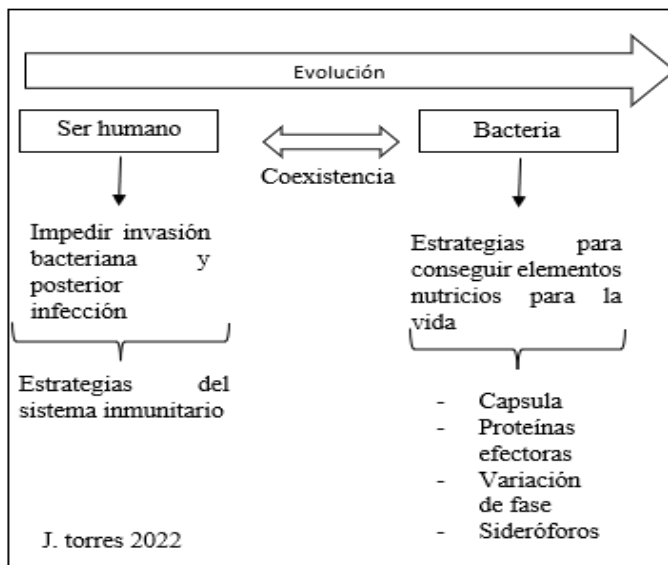 Evolución
Ser humano
Bacteria
Coexistencia
Impedir invasión
bacteriana y
posterior
infección
Estrategias del
sistema inmunitario
Estrategias para
conseguir elementos
nutricios para la
vida
- Capsula
- Proteínas
efectoras
- Variación
de fase
- Sideróforos
J. torres 2022